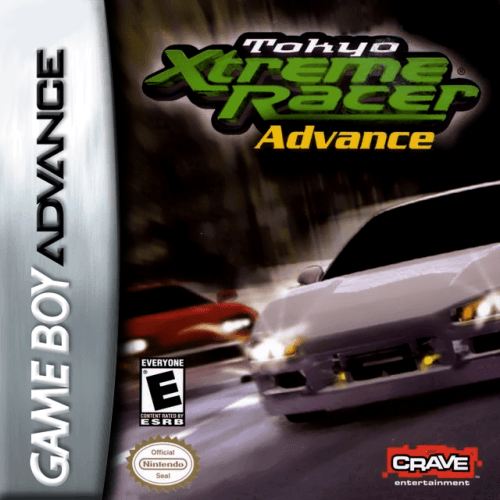 GAME BOY ADVANCE
Tokyo
Xtreme
Racer
Advance
EVERYONE
E
CONTENT RATED BY
ESRB
Official
Nintendo
Seal
CRAVE
entertainment